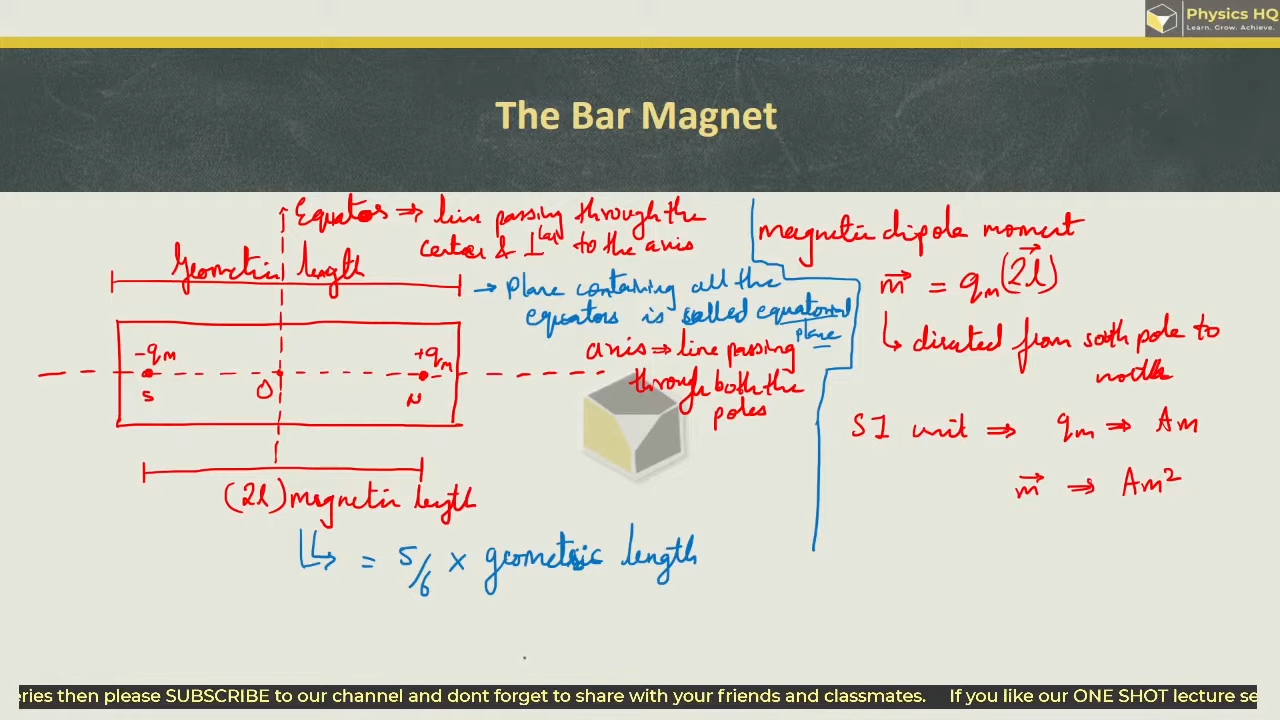 Physics HQ
Learn. Grow. Achieve.
The Bar Magnet
Equator ⇒ line passing through the
center & ⊥lar to the axis
Geometric length
→ plane containing all the
equators is called equatorial
plane
axis ⇒ line passing
through both the
poles
-qm
+qm
S
O
N
(2l) magnetic length
= 5/6 × geometric length
magnetic dipole moment
m⃗ = qm(2l⃗)
↳ directed from south pole to
north
SI unit ⇒ qm ⇒ Am
m⃗ ⇒ Am²
eries then please SUBSCRIBE to our channel and dont forget to share with your friends and classmates. If you like our ONE SHOT lecture se